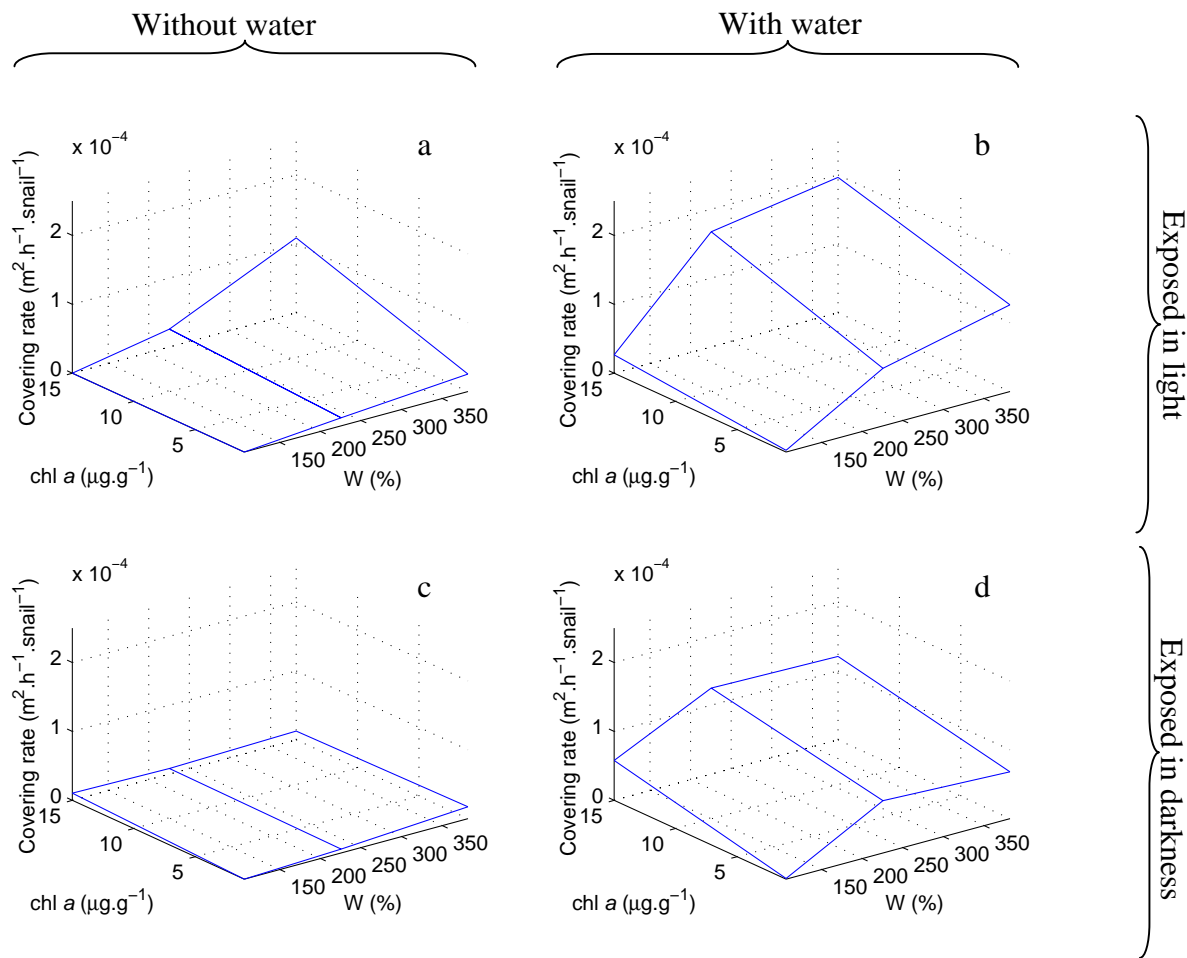 Without water
With water
Exposed in light
Exposed in darkness
a
x 10⁻⁴
Covering rate (m².h⁻¹.snail⁻¹)
2
1
0
15
10
5
chl a (µg.g⁻¹)
150
200
250
300
350
W (%)
b
x 10⁻⁴
Covering rate (m².h⁻¹.snail⁻¹)
2
1
0
15
10
5
chl a (µg.g⁻¹)
150
200
250
300
350
W (%)
c
x 10⁻⁴
Covering rate (m².h⁻¹.snail⁻¹)
2
1
0
15
10
5
chl a (µg.g⁻¹)
150
200
250
300
350
W (%)
d
x 10⁻⁴
Covering rate (m².h⁻¹.snail⁻¹)
2
1
0
15
10
5
chl a (µg.g⁻¹)
150
200
250
300
350
W (%)